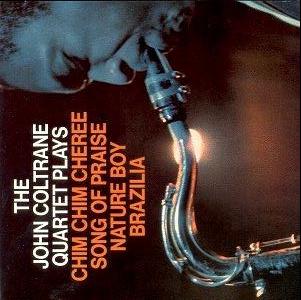 THE
JOHN COLTRANE
QUARTET PLAYS
CHIM CHIM CHEREE
SONG OF PRAISE
NATURE BOY
BRAZILIA